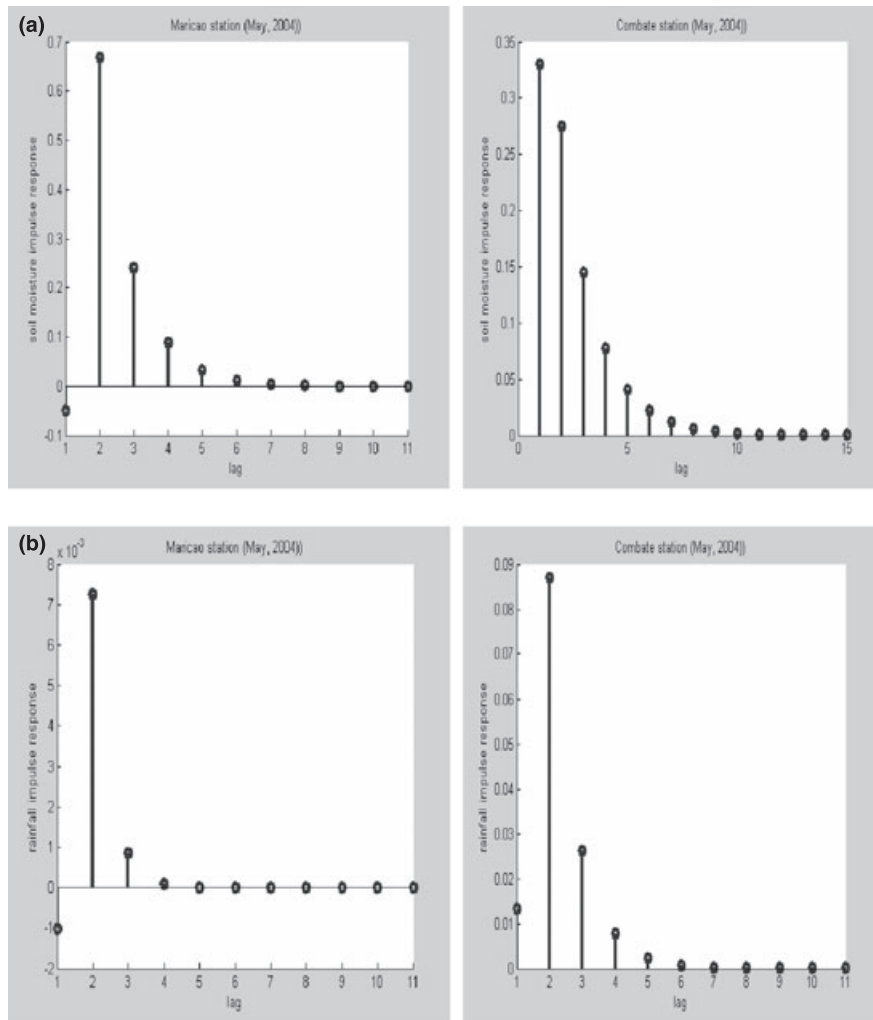 (a)
Maricao station (May, 2004))
soil moisture impulse response
0.7
0.6
0.5
0.4
0.3
0.2
0.1
0
-0.1
1 2 3 4 5 6 7 8 9 10 11
lag
Combate station (May, 2004))
soil moisture impulse response
0.35
0.3
0.25
0.2
0.15
0.1
0.05
0
0 5 10 15
lag
(b)
x 10-3
Maricao station (May, 2004))
rainfall impulse response
8
7
6
5
4
3
2
1
0
-1
-2
1 2 3 4 5 6 7 8 9 10 11
lag
Combate station (May, 2004))
rainfall impulse response
0.09
0.08
0.07
0.06
0.05
0.04
0.03
0.02
0.01
0
1 2 3 4 5 6 7 8 9 10 11
lag